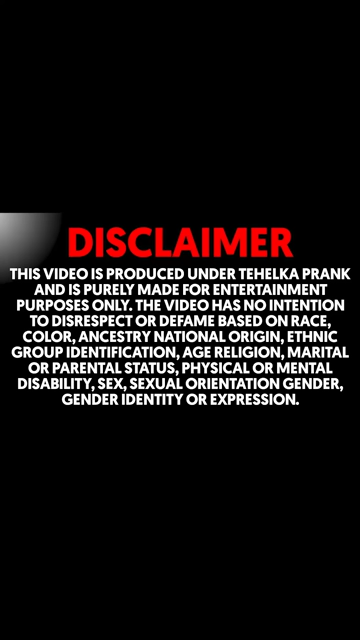 DISCLAIMER
THIS VIDEO IS PRODUCED UNDER TEHELKA PRANK
AND IS PURELY MADE FOR ENTERTAINMENT
PURPOSES ONLY. THE VIDEO HAS NO INTENTION
TO DISRESPECT OR DEFAME BASED ON RACE,
COLOR, ANCESTRY NATIONAL ORIGIN, ETHNIC
GROUP IDENTIFICATION, AGE RELIGION, MARITAL
OR PARENTAL STATUS, PHYSICAL OR MENTAL
DISABILITY, SEX, SEXUAL ORIENTATION GENDER,
GENDER IDENTITY OR EXPRESSION.